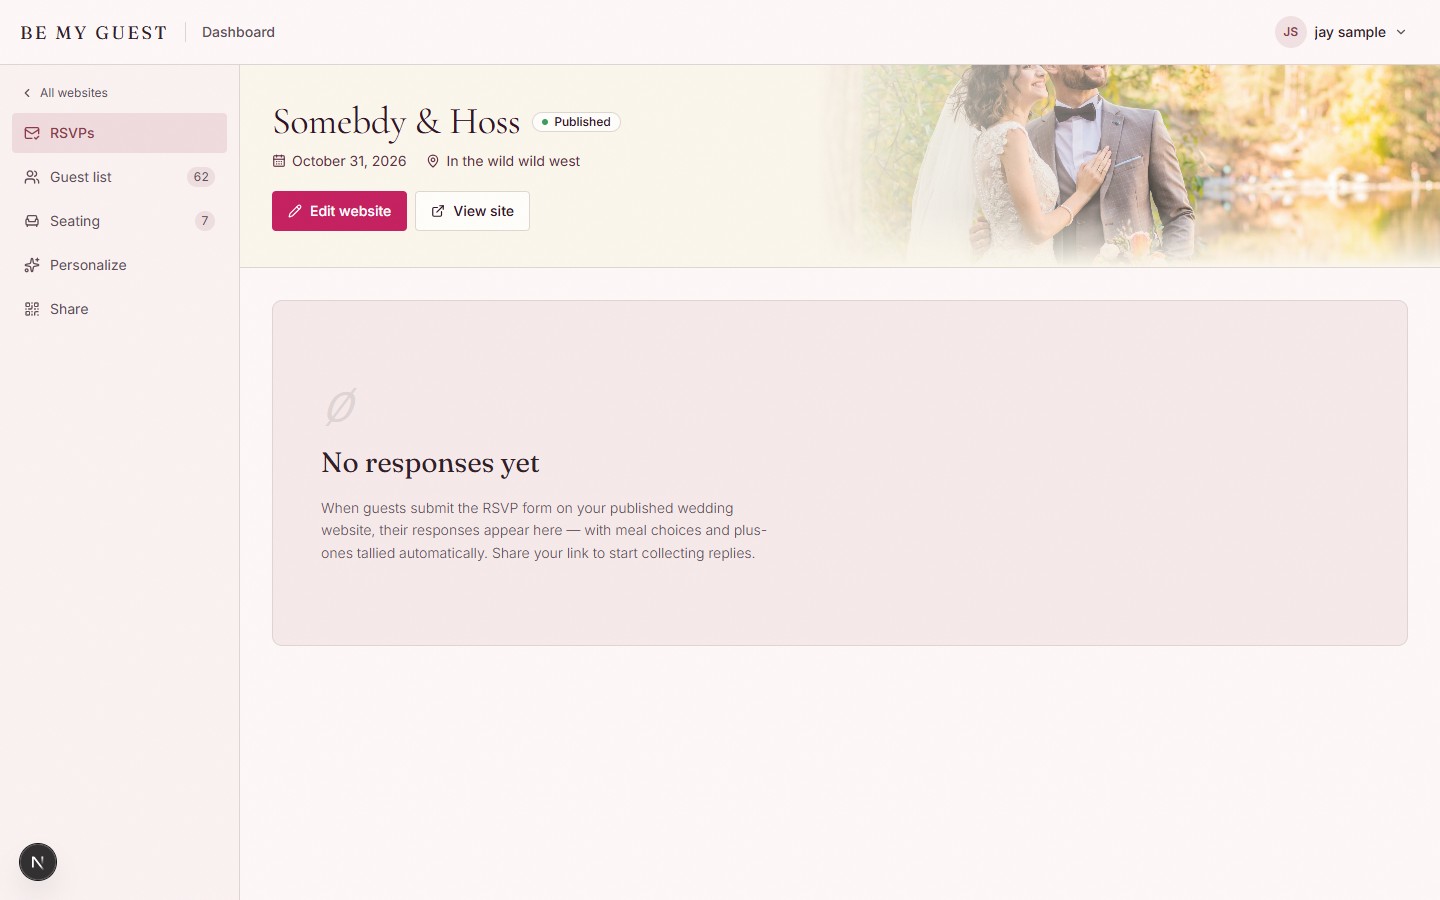 BE MY GUEST
Dashboard
JS
jay sample
All websites
RSVPs
Guest list
62
Seating
7
Personalize
Share
Somebdy & Hoss
Published
October 31, 2026
In the wild wild west
Edit website
View site
Ø
No responses yet
When guests submit the RSVP form on your published wedding
website, their responses appear here — with meal choices and plus-
ones tallied automatically. Share your link to start collecting replies.
N